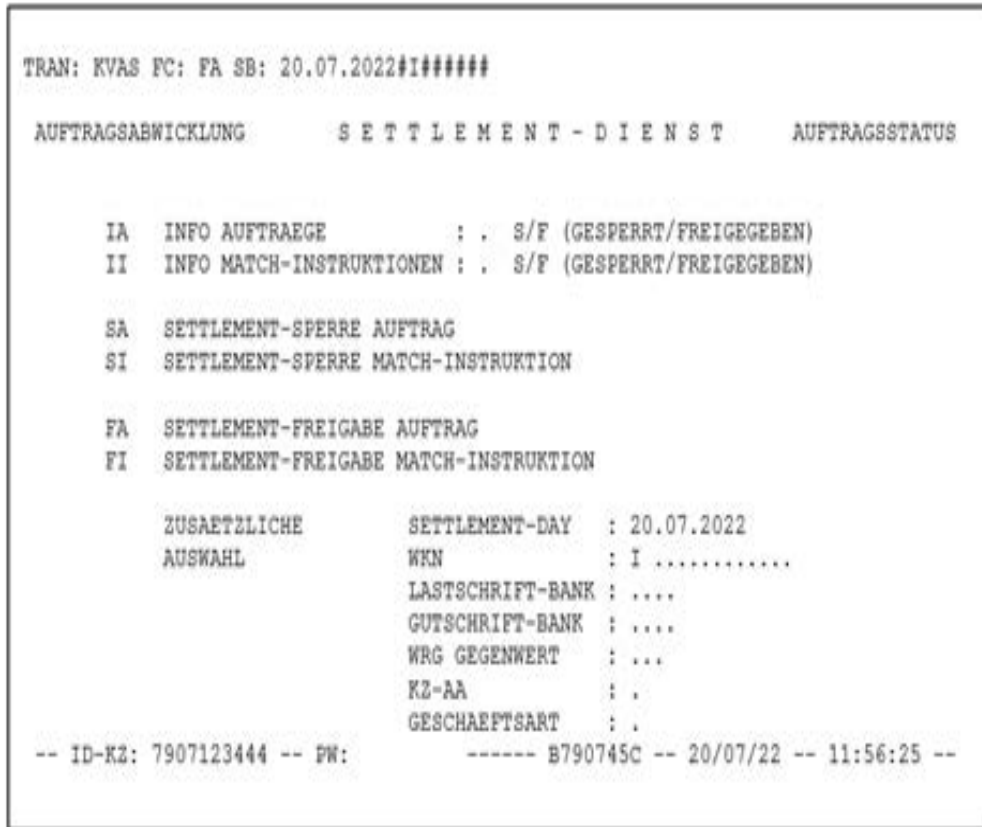 TRAN: KVAS FC: FA SB: 20.07.2022#I######
AUFTRAGSABWICKLUNG S E T T L E M E N T - D I E N S T AUFTRAGSSTATUS
IA INFO AUFTRAEGE : . S/F (GESPERRT/FREIGEGEBEN)
II INFO MATCH-INSTRUKTIONEN : . S/F (GESPERRT/FREIGEGEBEN)
SA SETTLEMENT-SPERRE AUFTRAG
SI SETTLEMENT-SPERRE MATCH-INSTRUKTION
FA SETTLEMENT-FREIGABE AUFTRAG
FI SETTLEMENT-FREIGABE MATCH-INSTRUKTION
ZUSAETZLICHE SETTLEMENT-DAY : 20.07.2022
AUSWAHL WKN : I ............
LASTSCHRIFT-BANK : ....
GUTSCHRIFT-BANK : ....
WRG GEGENWERT : ...
KZ-AA : .
GESCHAEFTSART : .
-- ID-KZ: 7907123444 -- PW: ------ B790745C -- 20/07/22 -- 11:56:25 --